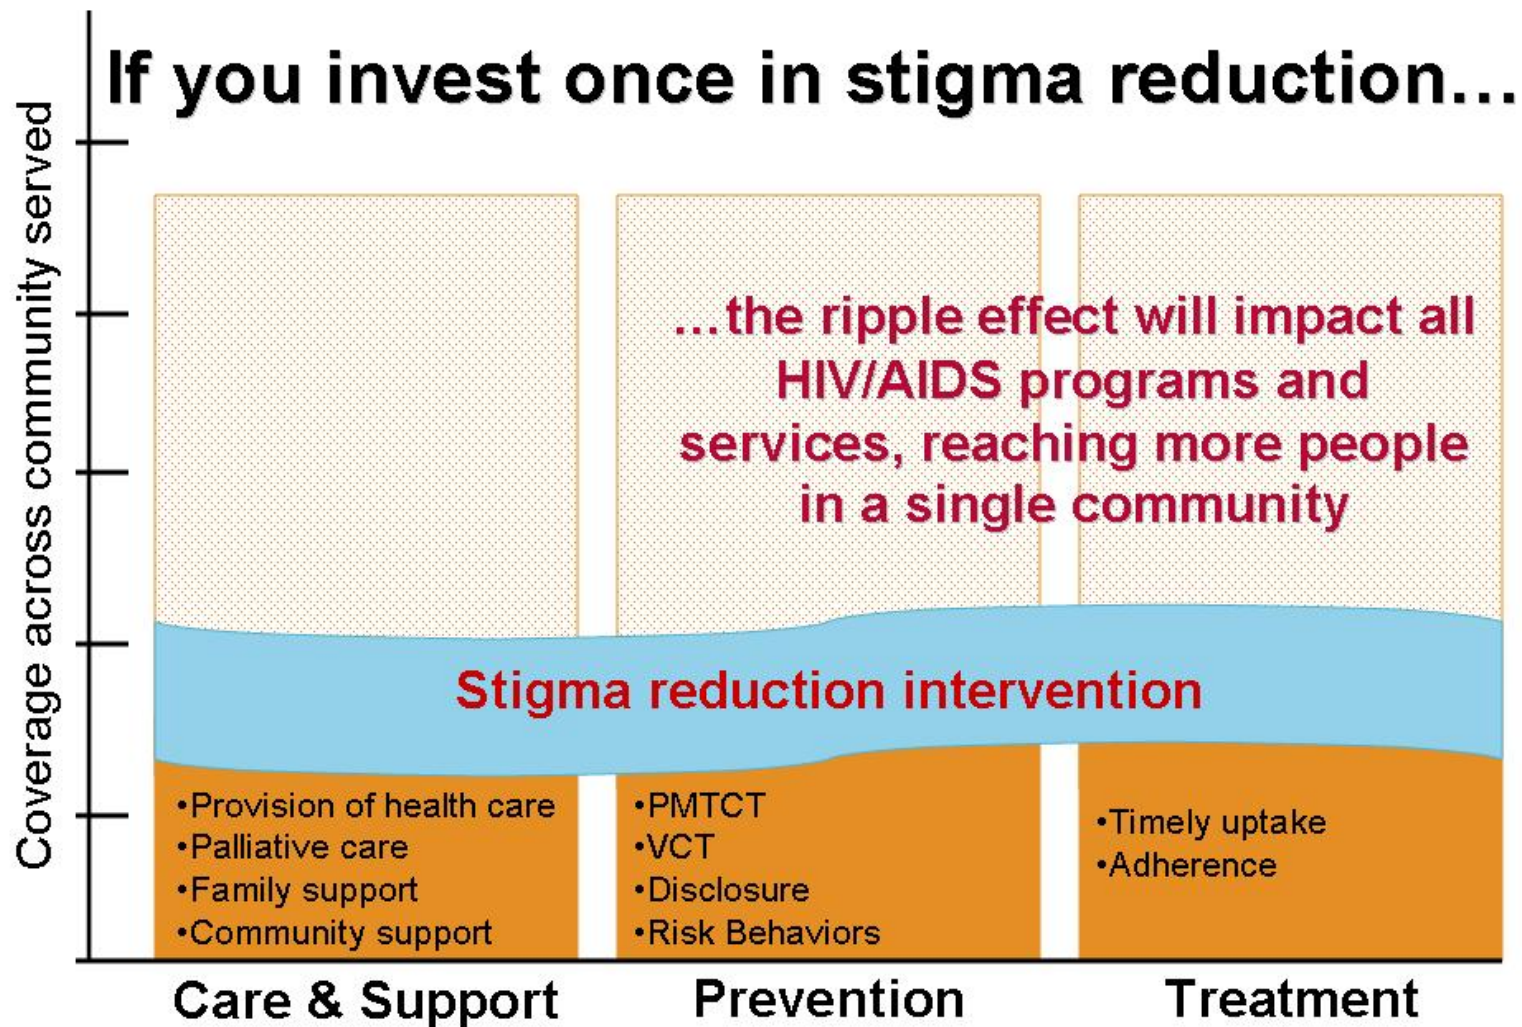 If you invest once in stigma reduction...
Coverage across community served
...the ripple effect will impact all
HIV/AIDS programs and
services, reaching more people
in a single community
Stigma reduction intervention
•Provision of health care
•Palliative care
•Family support
•Community support
•PMTCT
•VCT
•Disclosure
•Risk Behaviors
•Timely uptake
•Adherence
Care & Support
Prevention
Treatment